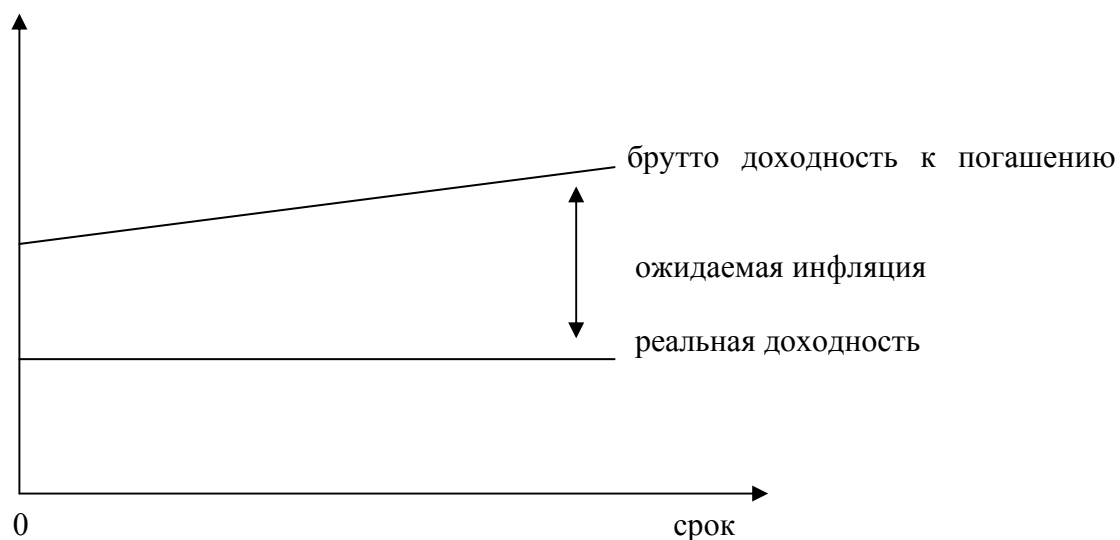 брутто доходность к погашению
ожидаемая инфляция
реальная доходность
0
срок